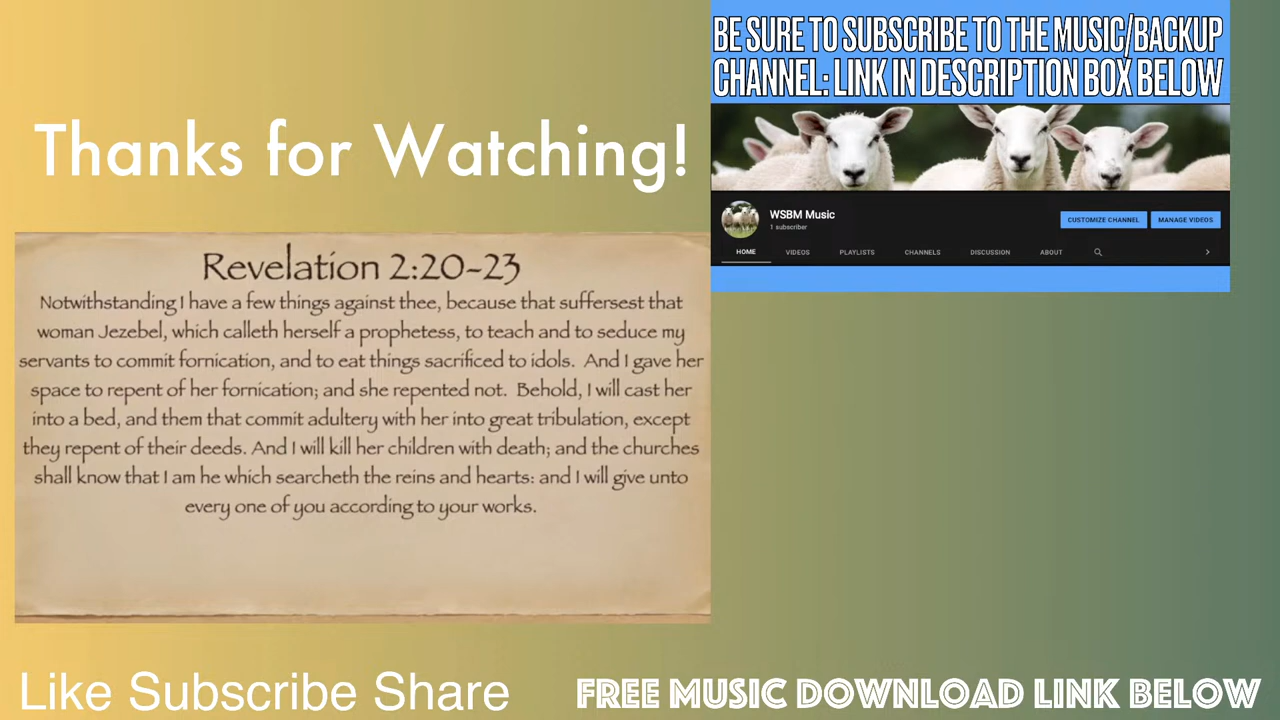 BE SURE TO SUBSCRIBE TO THE MUSIC/BACKUP
CHANNEL: LINK IN DESCRIPTION BOX BELOW
Thanks for Watching!
WSBM Music
1 subscriber
CUSTOMIZE CHANNEL
MANAGE VIDEOS
HOME
VIDEOS
PLAYLISTS
CHANNELS
DISCUSSION
ABOUT
Revelation 2:20-23
Notwithstanding I have a few things against thee, because that suffersest that
woman Jezebel, which calleth herself a prophetess, to teach and to seduce my
servants to commit fornication, and to eat things sacrificed to idols. And I gave her
space to repent of her fornication; and she repented not. Behold, I will cast her
into a bed, and them that commit adultery with her into great tribulation, except
they repent of their deeds. And I will kill her children with death; and the churches
shall know that I am he which searcheth the reins and hearts: and I will give unto
every one of you according to your works.
Like Subscribe Share
FREE MUSIC DOWNLOAD LINK BELOW